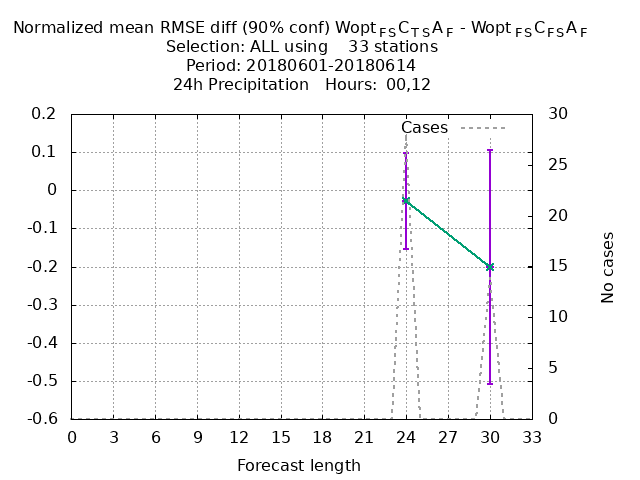 Normalized mean RMSE diff (90% conf) Wopt FS C TS A F - Wopt FS C FS A F
Selection: ALL using 33 stations
Period: 20180601-20180614
24h Precipitation Hours: 00,12
Cases
0.2
0.1
0
-0.1
-0.2
-0.3
-0.4
-0.5
-0.6
30
25
20
15
10
5
0
No cases
0 3 6 9 12 15 18 21 24 27 30 33
Forecast length